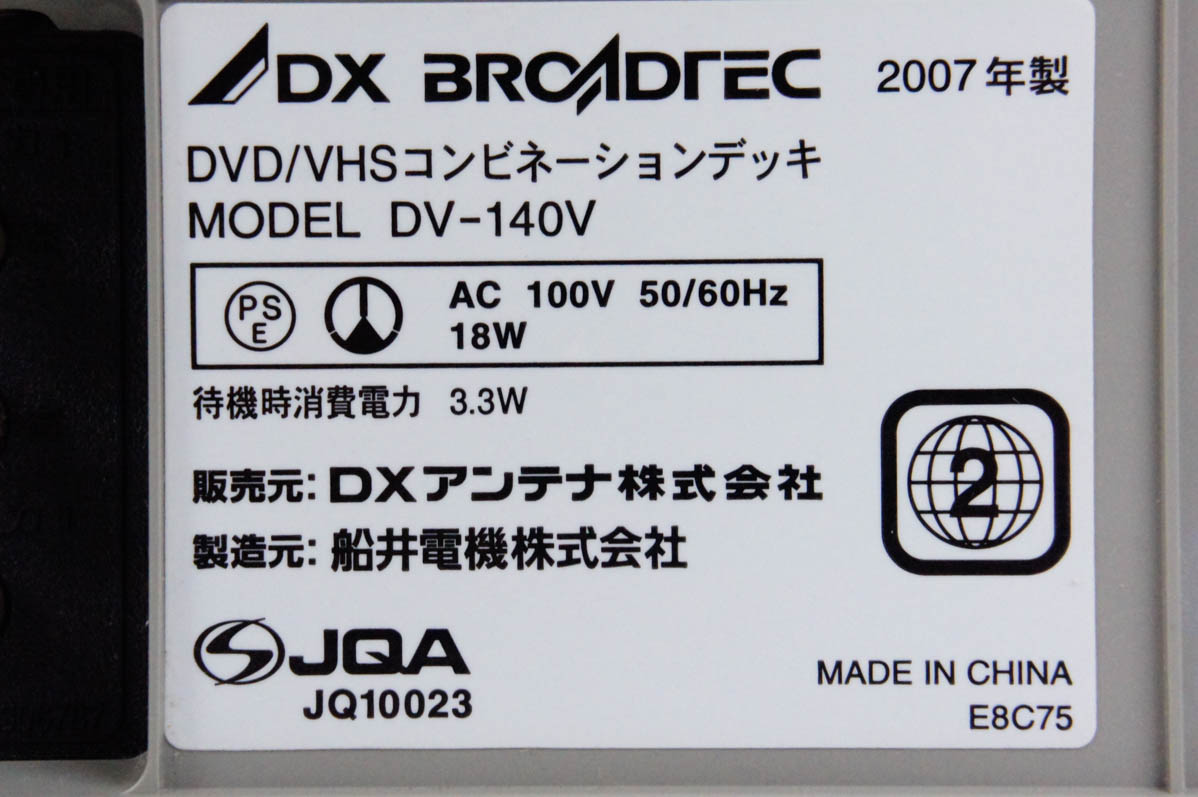 DX BROADTEC 2007年製
DVD/VHSコンビネーションデッキ
MODEL DV-140V
PSE
AC 100V 50/60Hz
18W
待機時消費電力 3.3W
販売元: DXアンテナ株式会社
製造元: 船井電機株式会社
2
JQA
JQ10023
MADE IN CHINA
E8C75